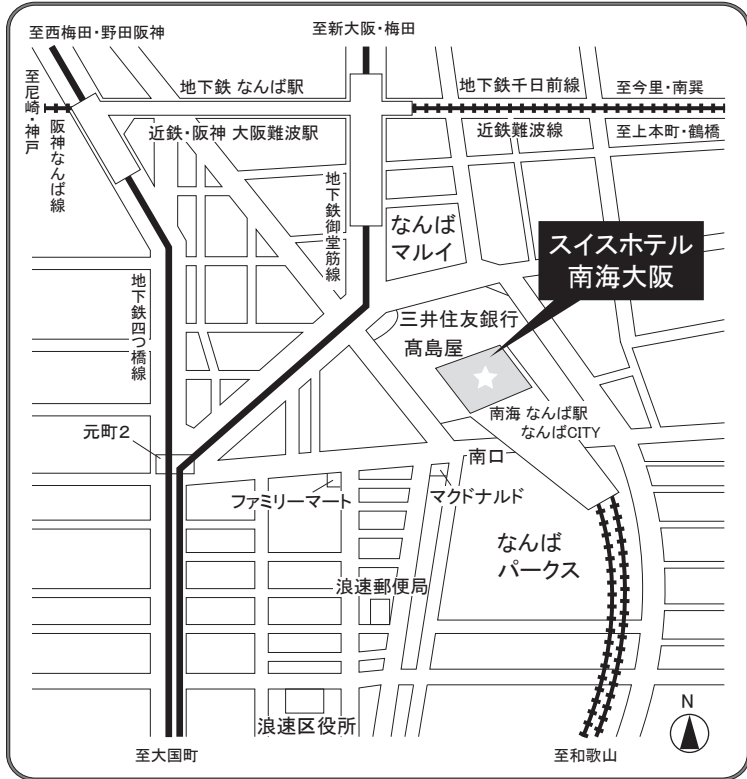 至西梅田・野田阪神
至新大阪・梅田
至尼崎・神戸
阪神なんば線
地下鉄 なんば駅
地下鉄千日前線
至今里・南巽
近鉄・阪神 大阪難波駅
近鉄難波線
至上本町・鶴橋
地下鉄御堂筋線
なんば
マルイ
スイスホテル
南海大阪
地下鉄四つ橋線
三井住友銀行
髙島屋
南海 なんば駅
なんばCITY
元町2
南口
ファミリーマート
マクドナルド
なんば
パークス
浪速郵便局
浪速区役所
N
至大国町
至和歌山